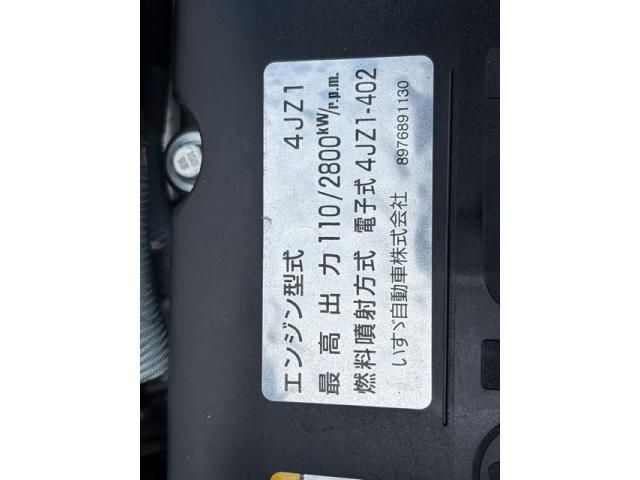 エンジン型式 4JZ1
最高出力 110/2800kW/r.p.m.
燃料噴射方式 電子式 4JZ1-402
いすゞ自動車株式会社 8976891130